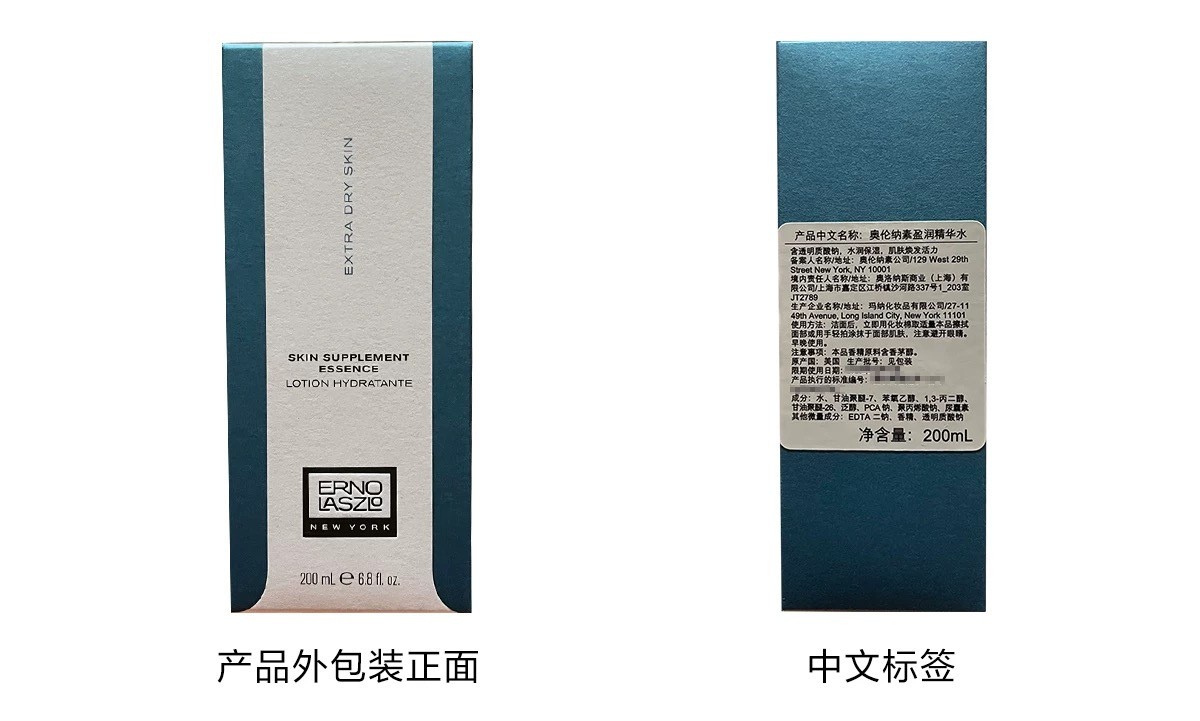 EXTRA DRY SKIN
SKIN SUPPLEMENT
ESSENCE
LOTION HYDRATANTE
ERNO
LASZLO
NEW YORK
200 mL ℮ 6.8 fl. oz.
产品外包装正面
产品中文名称：奥伦纳素盈润精华水
含透明质酸钠，水润保湿，肌肤焕发活力
备案人名称/地址：奥伦纳素公司/129 West 29th
Street New York, NY 10001
境内责任人名称/地址：奥洛纳斯商业（上海）有
限公司/上海市嘉定区江桥镇沙河路337号1_203室
JT2789
生产企业名称/地址：玛纳化妆品有限公司/27-11
49th Avenue, Long Island City, New York 11101
使用方法：洁面后，立即用化妆棉取适量本品擦拭
面部或用手轻拍涂抹于面部肌肤，注意避开眼睛。
早晚使用。
注意事项：本品香精原料含香茅醇。
原产国：美国 生产批号：见包装
限期使用日期：
产品执行的标准编号：
成分：水、甘油聚醚-7、苯氧乙醇、1,3-丙二醇、
甘油聚醚-26、泛醇、PCA 钠、聚丙烯酸钠、尿囊素
其他微量成分：EDTA 二钠、香精、透明质酸钠
净含量：200mL
中文标签